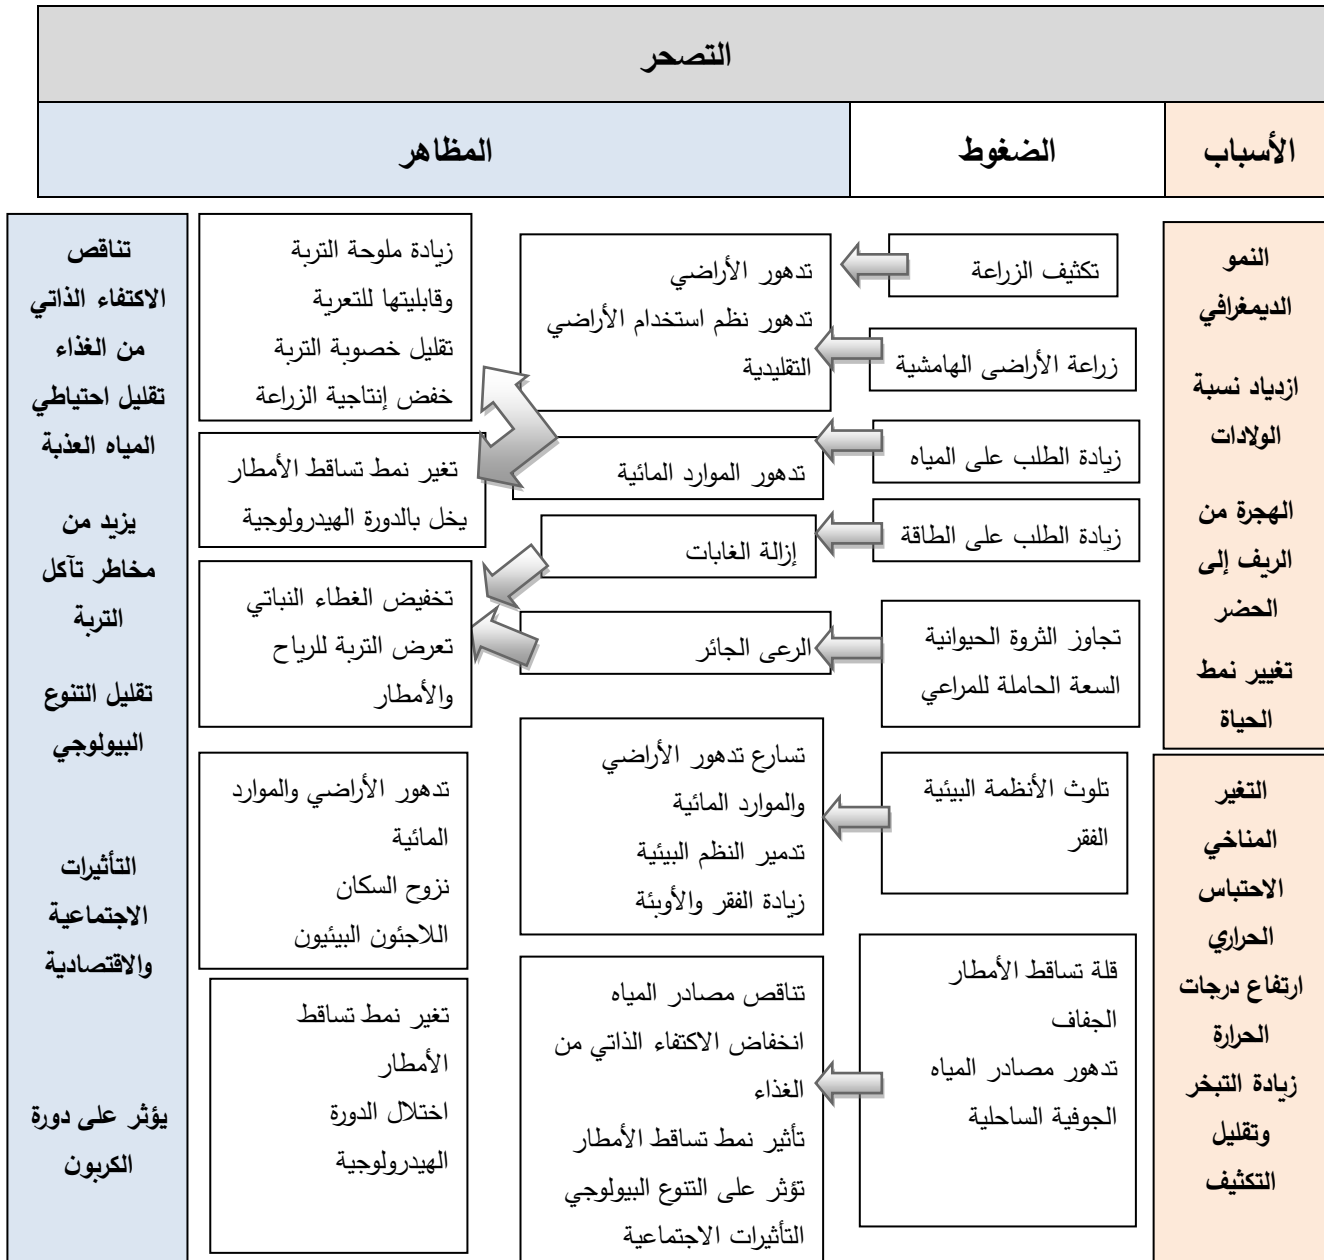 التصحر
الأسباب
الضغوط
المظاهر
النمو
الديمغرافي
ازدياد نسبة
الولادات
الهجرة من
الريف إلى
الحضر
تغيير نمط
الحياة
التغير
المناخي
الاحتباس
الحراري
ارتفاع درجات
الحرارة
زيادة التبخر
وتقليل
التكثيف
تكثيف الزراعة
زراعة الأراضى الهامشية
زيادة الطلب على المياه
زيادة الطلب على الطاقة
تجاوز الثروة الحيوانية
السعة الحاملة للمراعي
تلوث الأنظمة البيئية
الفقر
قلة تساقط الأمطار
الجفاف
تدهور مصادر المياه
الجوفية الساحلية
تدهور الأراضي
تدهور نظم استخدام الأراضي
التقليدية
تدهور الموارد المائية
إزالة الغابات
الرعى الجائر
تسارع تدهور الأراضي
والموارد المائية
تدمير النظم البيئية
زيادة الفقر والأوبئة
تناقص مصادر المياه
انخفاض الاكتفاء الذاتي من
الغذاء
تأثير نمط تساقط الأمطار
تؤثر على التنوع البيولوجي
التأثيرات الاجتماعية
زيادة ملوحة التربة
وقابليتها للتعرية
تقليل خصوبة التربة
خفض إنتاجية الزراعة
تغير نمط تساقط الأمطار
يخل بالدورة الهيدرولوجية
تخفيض الغطاء النباتي
تعرض التربة للرياح
والأمطار
تدهور الأراضي والموارد
المائية
نزوح السكان
اللاجئون البيئيون
تغير نمط تساقط
الأمطار
اختلال الدورة
الهيدرولوجية
تناقص
الاكتفاء الذاتي
من الغذاء
تقليل احتياطي
المياه العذبة
يزيد من
مخاطر تآكل
التربة
تقليل التنوع
البيولوجي
التأثيرات
الاجتماعية
والاقتصادية
يؤثر على دورة
الكربون